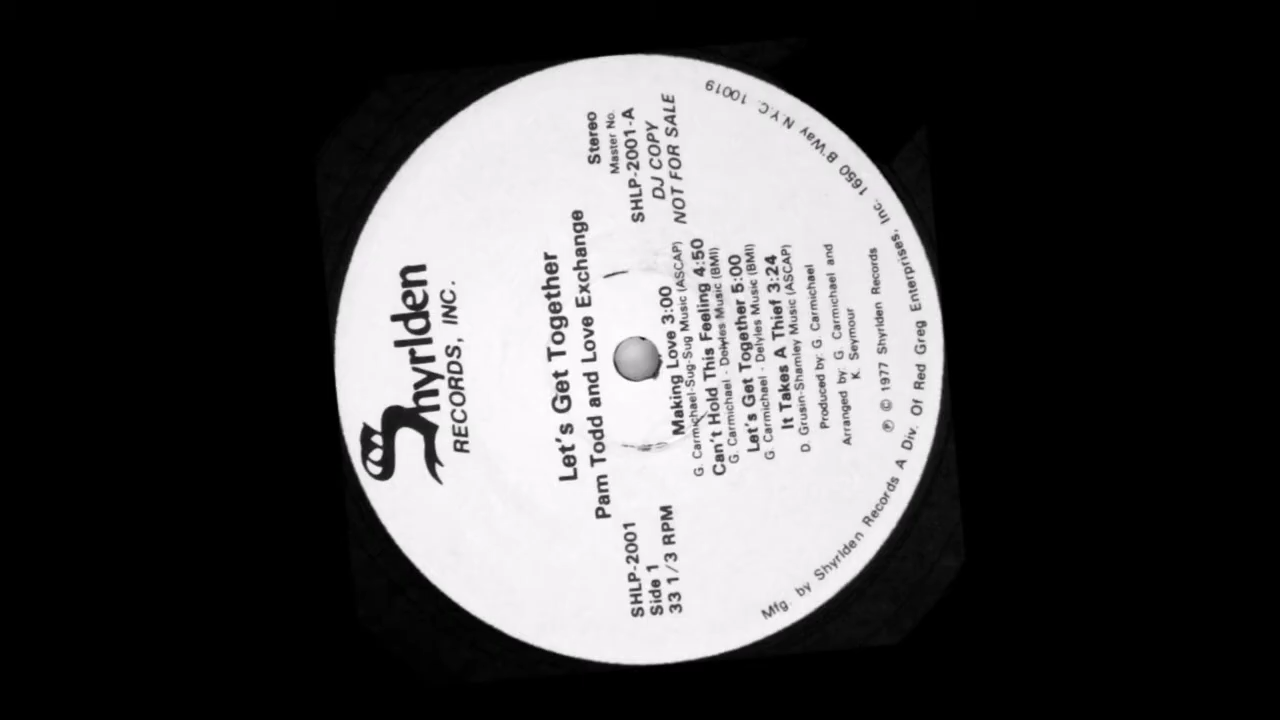 Shyrlden
RECORDS, INC.
Let's Get Together
Pam Todd and Love Exchange
SHLP-2001
Side 1
33 1/3 RPM
Stereo
Master No.
SHLP-2001-A
DJ COPY
NOT FOR SALE
Making Love 3:00
G. Carmichael-Sug-Sug Music (ASCAP)
Can't Hold This Feeling 4:50
G. Carmichael - Delyles Music (BMI)
Let's Get Together 5:00
G. Carmichael - Delyles Music (BMI)
It Takes A Thief 3:24
D. Grusin-Shamley Music (ASCAP)
Produced by: G. Carmichael
Arranged by: G. Carmichael and
K. Seymour
Ⓟ © 1977 Shyrlden Records
Mfg. by Shyrlden Records A Div. Of Red Greg Enterprises, Inc. 1650 B'Way N.Y.C. 10019